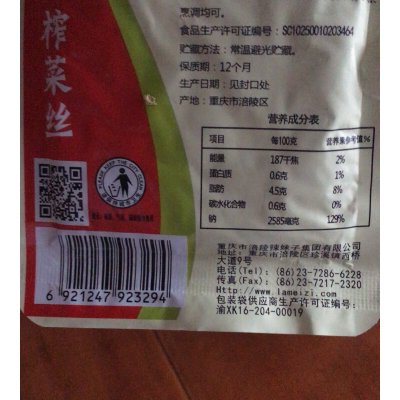 榨菜丝
烹调均可。
食品生产许可证编号：SC10250010203464
贮藏方法：常温避光贮藏。
保质期：12个月
生产日期：见封口处
产地：重庆市涪陵区
营养成分表
项目 每100克 营养素参考值%
能量 187千焦 2%
蛋白质 0.6克 1%
脂肪 4.5克 8%
碳水化合物 0.6克 0%
钠 2585毫克 129%
重庆市涪陵辣妹子集团有限公司
地址：重庆市涪陵区珍溪镇西桥
大道9号
电话(Tel)：(86)23-7286-6228
传真(Fax)：(86)23-7217-2320
Http://www.lameizi.com
包装袋供应商生产许可证编号：
渝XK16-204-00019
PLEASE KEEP THE CITY CLEAN
6 921247 923294